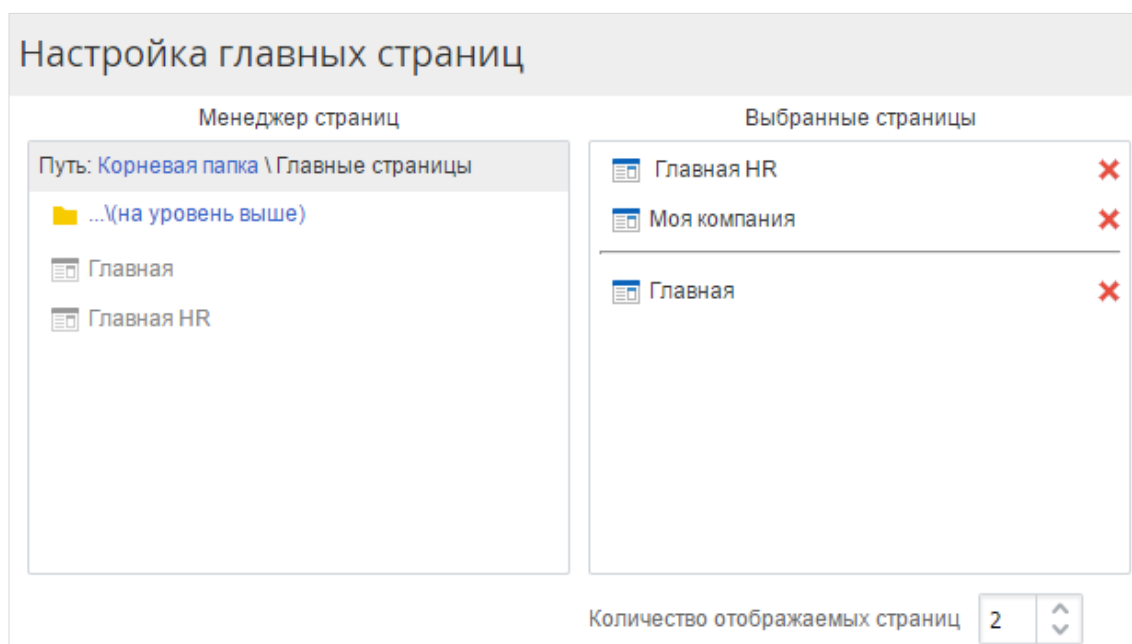 Настройка главных страниц
Менеджер страниц
Путь: Корневая папка \ Главные страницы
...\(на уровень выше)
Главная
Главная HR
Выбранные страницы
Главная HR
Моя компания
Главная
Количество отображаемых страниц 2